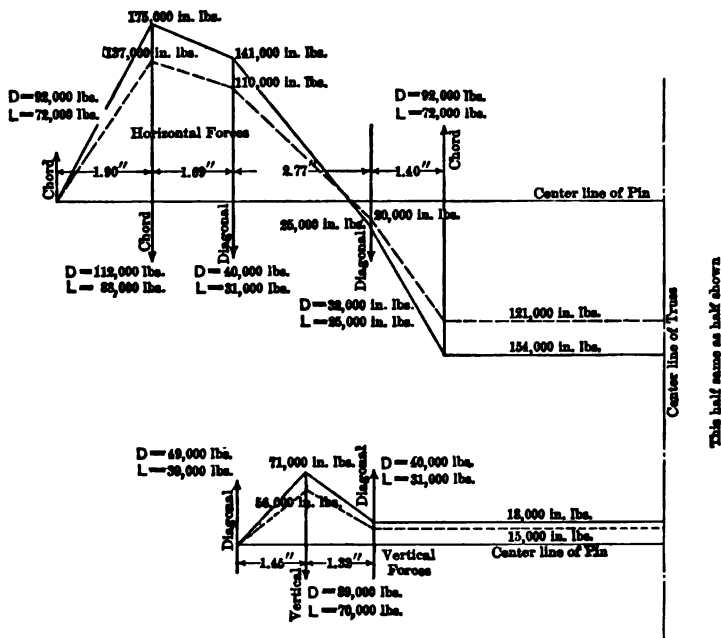 175,000 in. lbs.
137,000 in. lbs.
141,000 in. lbs.
110,000 in. lbs.
D=92,000 lbs.
L=72,000 lbs.
D=92,000 lbs.
L=72,000 lbs.
Horizontal Forces
Chord
1.90"
1.69"
2.77"
1.40"
Chord
Center line of Pin
Chord
Diagonal
25,000 in. lbs.
20,000 in. lbs.
Diagonal
D=112,000 lbs.
L=88,000 lbs.
D=40,000 lbs.
L=31,000 lbs.
D=32,000 in. lbs.
L=25,000 in. lbs.
121,000 in. lbs.
154,000 in. lbs.
Center line of Truss
This half same as half shown
D=49,000 lbs.
L=39,000 lbs.
71,000 in. lbs.
56,000 in. lbs.
Diagonal
D=40,000 lbs.
L=31,000 lbs.
Diagonal
18,000 in. lbs.
15,000 in. lbs.
1.45"
Vertical
Forces
Center line of Pin
Vertical
D=89,000 lbs.
L=70,000 lbs.